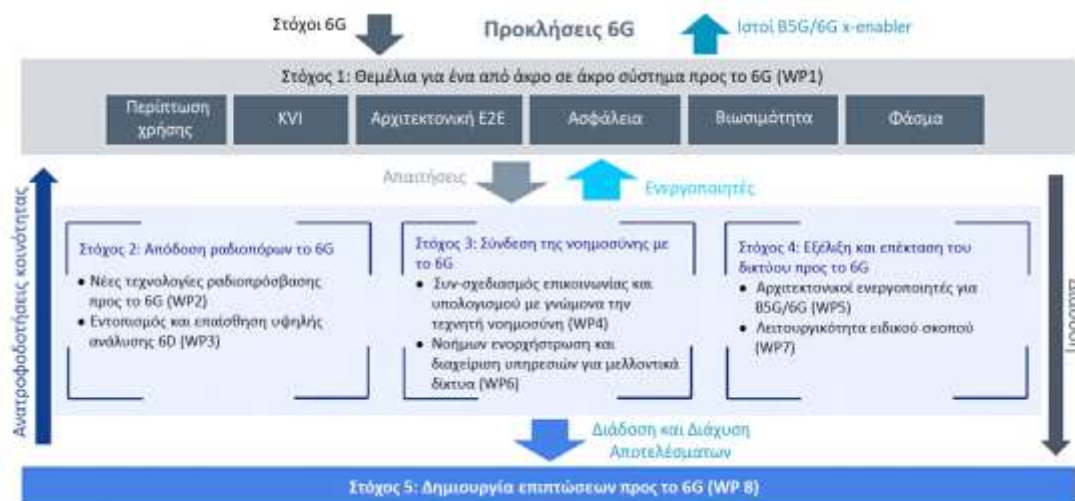 Στόχοι 6G
Προκλήσεις 6G
Ιστοί B5G/6G x-enabler
Στόχος 1: Θεμέλια για ένα από άκρο σε άκρο σύστημα προς το 6G (WP1)
Περίπτωση
χρήσης
KVI
Αρχιτεκτονική E2E
Ασφάλεια
Βιωσιμότητα
Φάσμα
Απαιτήσεις
Ενεργοποιητές
Ανατροφοδοτήσεις κοινότητας
Στόχος 2: Απόδοση ραδιοπόρων το 6G
● Νέες τεχνολογίες ραδιοπρόσβασης
προς το 6G (WP2)
● Εντοπισμός και επαίσθηση υψηλής
ανάλυσης 6D (WP3)
Στόχος 3: Σύνδεση της νοημοσύνης με
το 6G
● Συν-σχεδιασμός επικοινωνίας και
υπολογισμού με γνώμονα την
τεχνητή νοημοσύνη (WP4)
● Νοήμων ενορχήστρωση και
διαχείριση υπηρεσιών για μελλοντικά
δίκτυα (WP6)
Στόχος 4: Εξέλιξη και επέκταση του
δικτύου προς το 6G
● Αρχιτεκτονικοί ενεργοποιητές για
B5G/6G (WP5)
● Λειτουργικότητα ειδικού σκοπού
(WP7)
Διάδοση και Διάχυση
Αποτελέσματων
Στόχος 5: Δημιουργία επιπτώσεων προς το 6G (WP 8)